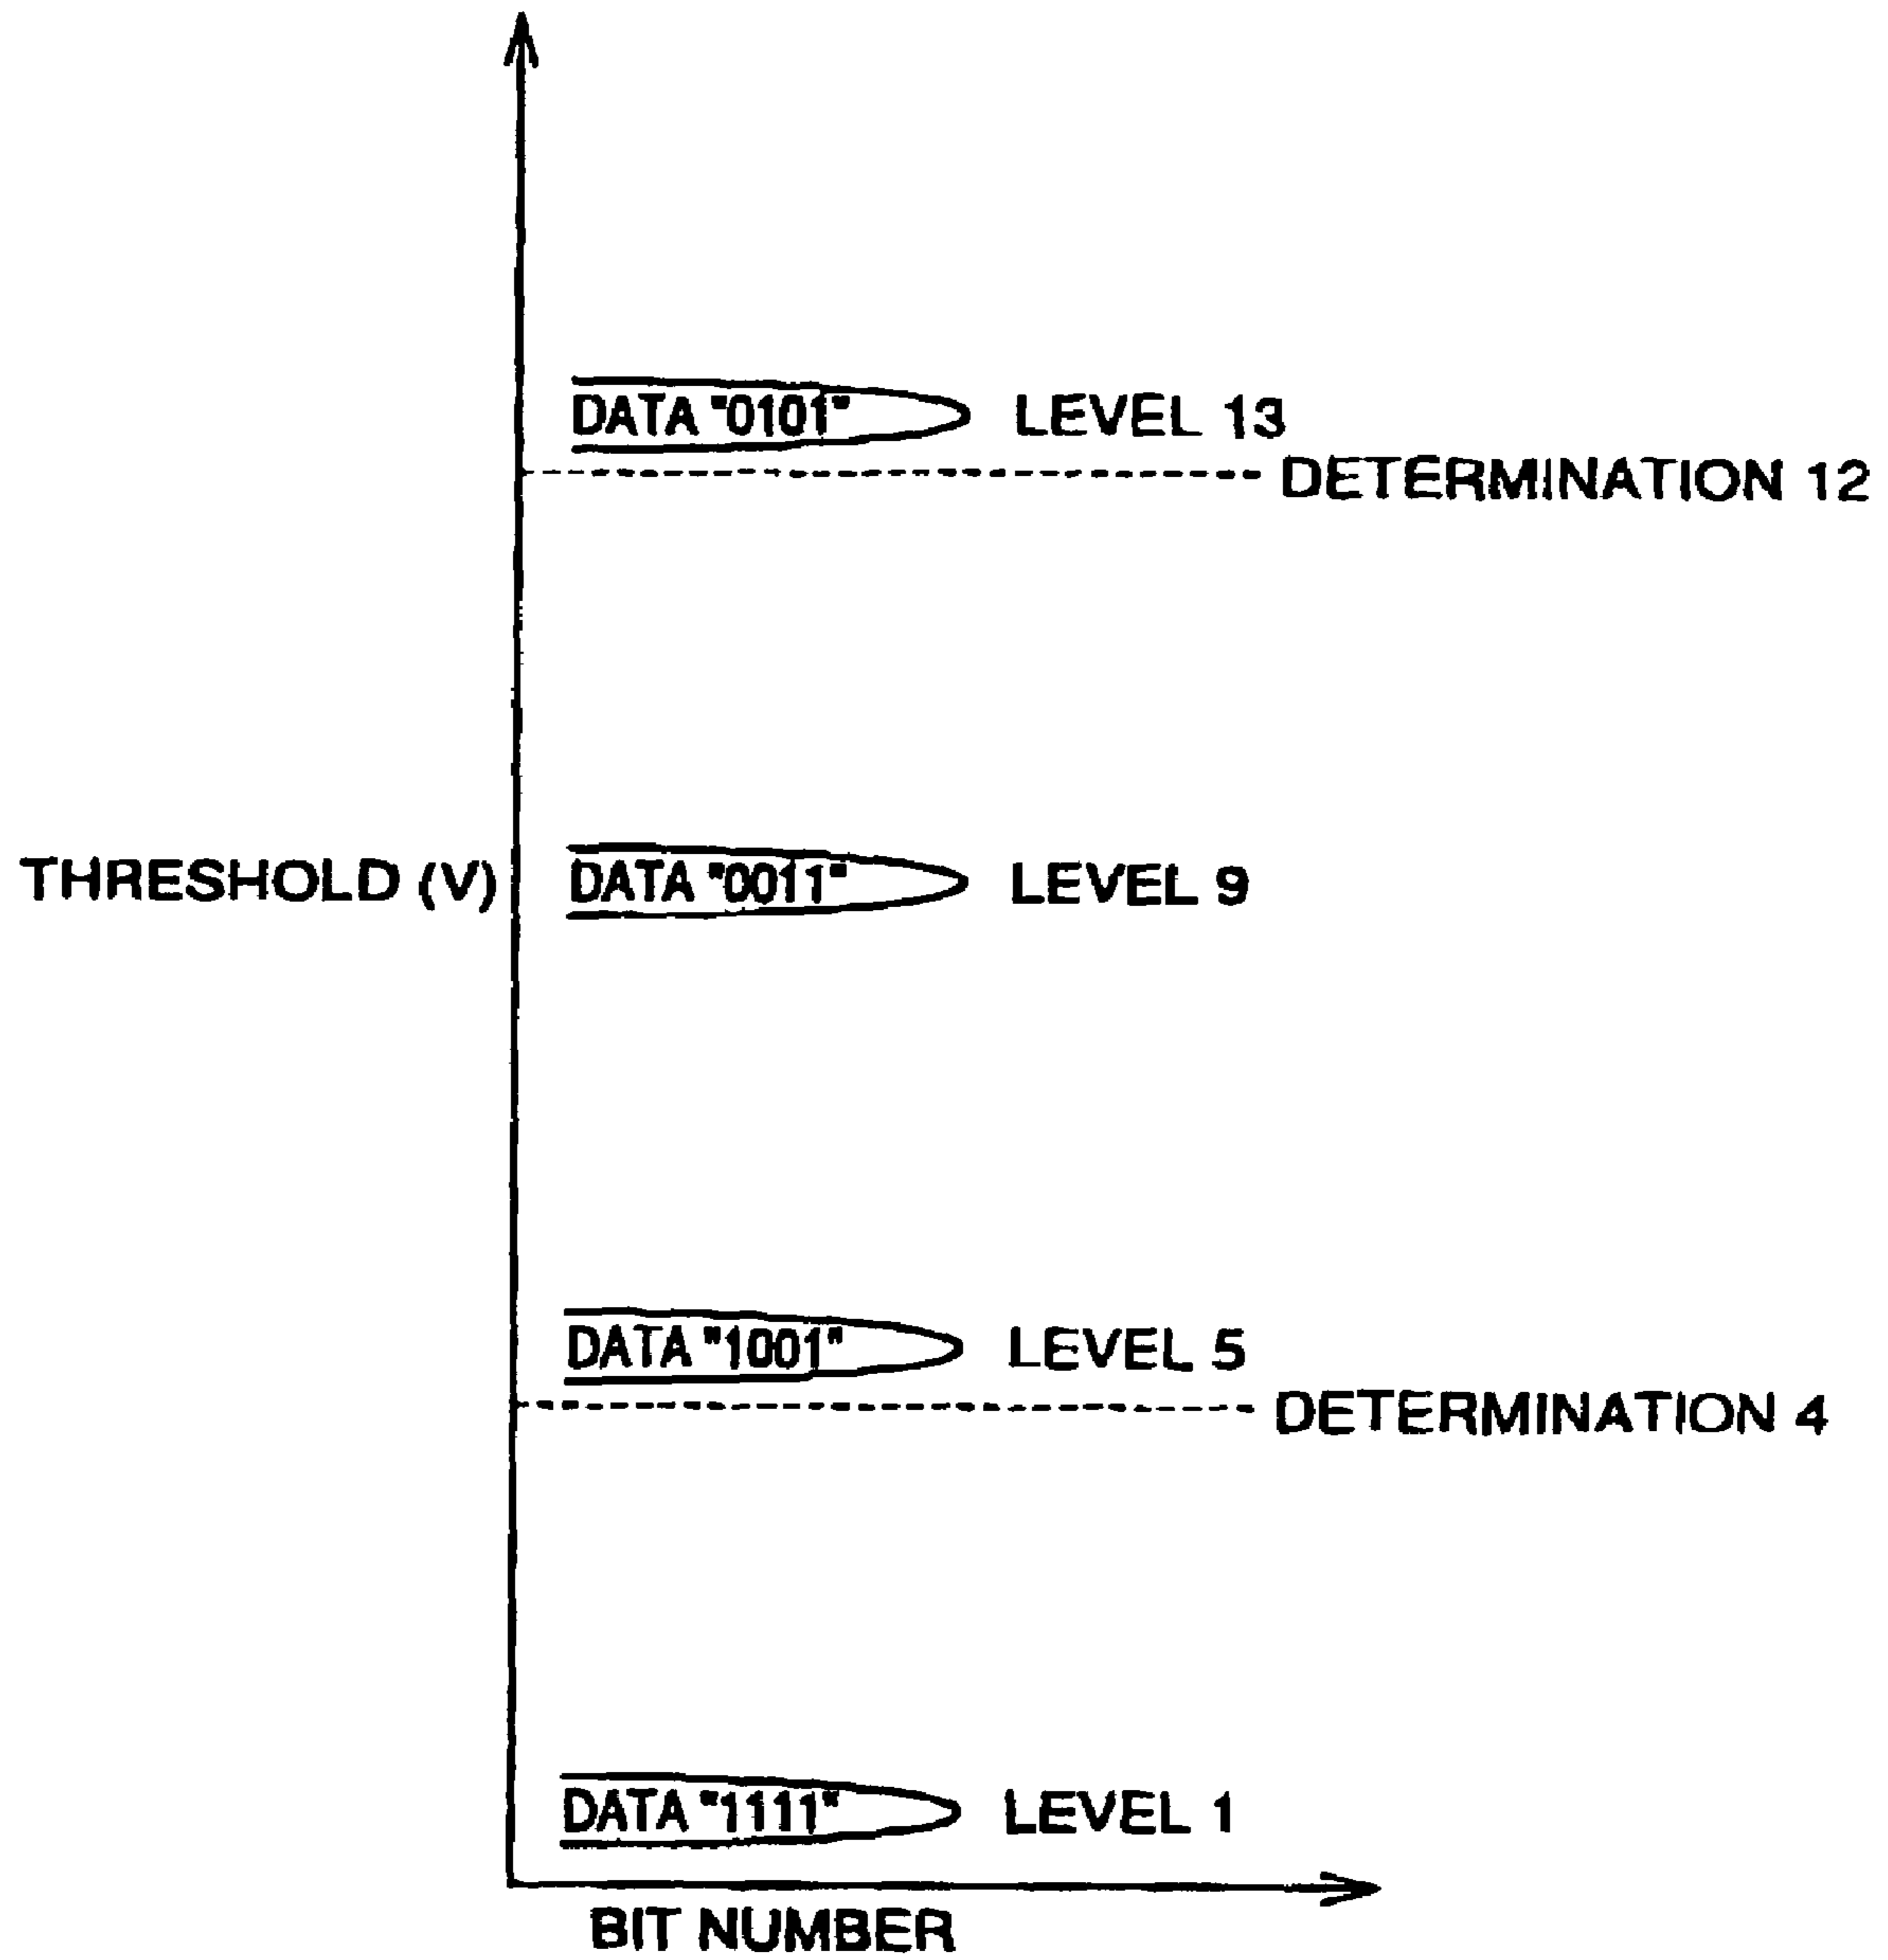 DATA "0101" LEVEL 13
DETERMINATION 12
THRESHOLD (V) DATA "0011" LEVEL 9
DATA "1001" LEVEL 5
DETERMINATION 4
DATA "1111" LEVEL 1
BIT NUMBER